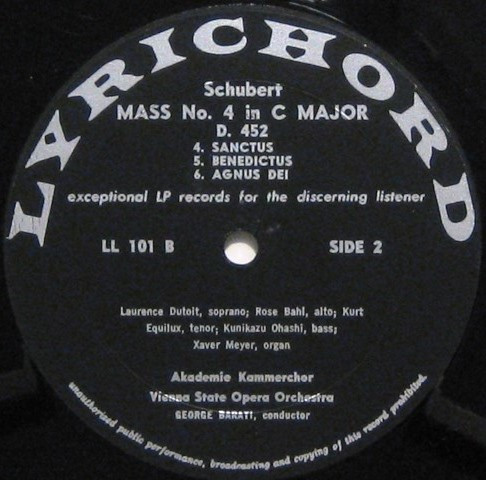 LYRICHORD
Schubert
MASS No. 4 in C MAJOR
D. 452
4. SANCTUS
5. BENEDICTUS
6. AGNUS DEI
exceptional LP records for the discerning listener
LL 101 B
SIDE 2
Laurence Dutoit, soprano; Rose Bahl, alto; Kurt
Equilux, tenor; Kunikazu Ohashi, bass;
Xaver Meyer, organ
Akademie Kammerchor
Vienna State Opera Orchestra
GEORGE BARATI, conductor
unauthorized public performance, broadcasting and copying of this record prohibited.